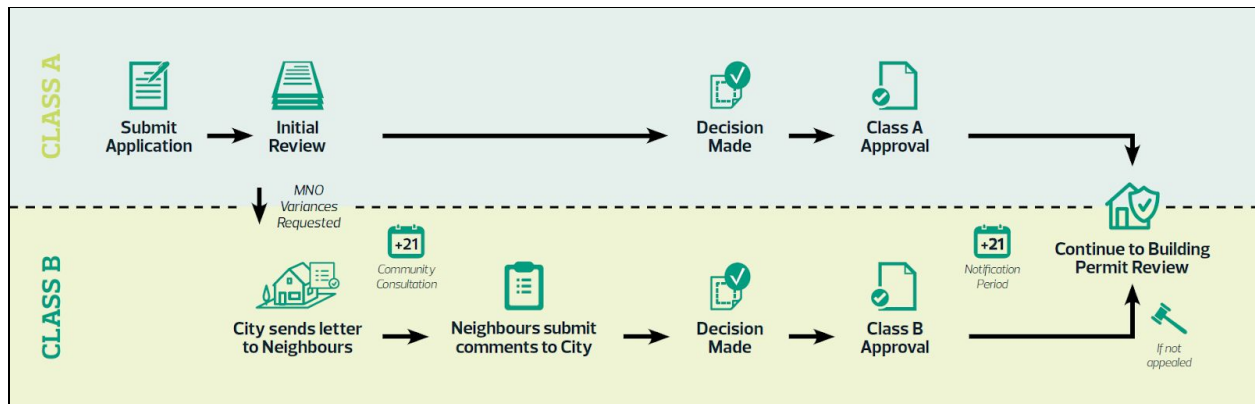 CLASS A
Submit
Application
Initial
Review
Decision
Made
Class A
Approval
MNO
Variances
Requested
CLASS B
City sends letter
to Neighbours
+21
Community
Consultation
Neighbours submit
comments to City
Decision
Made
Class B
Approval
+21
Notification
Period
Continue to Building
Permit Review
If not
appealed